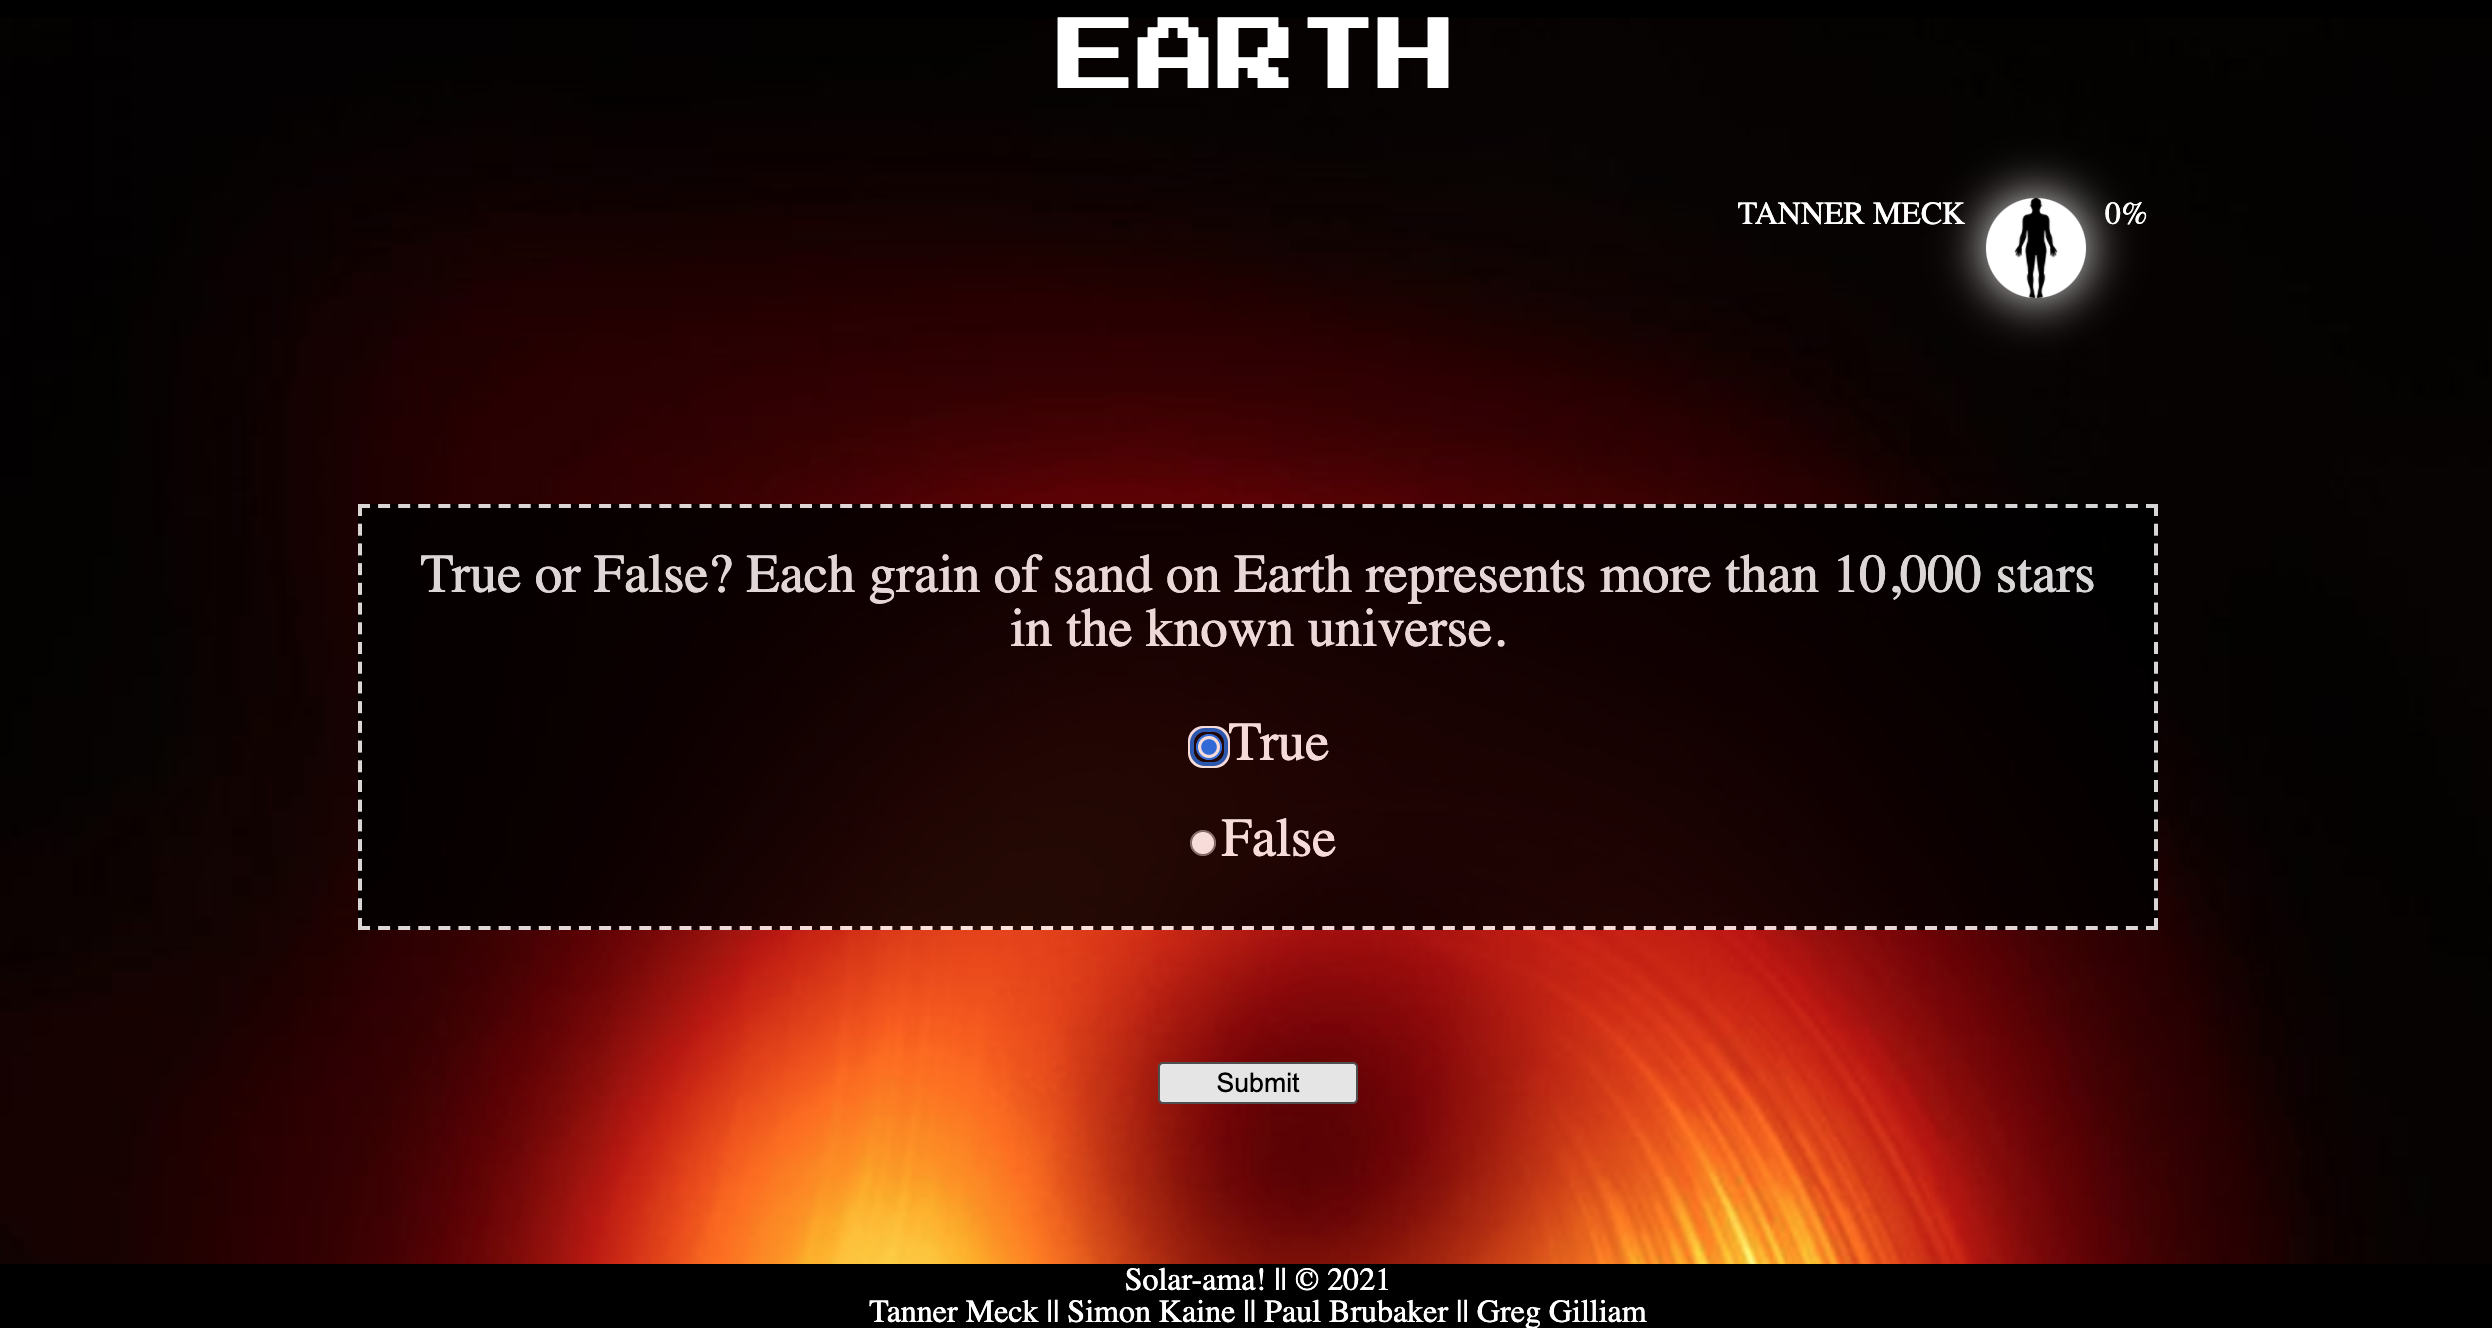 EARTH
TANNER MECK 0%
True or False? Each grain of sand on Earth represents more than 10,000 stars
in the known universe.
True
False
Submit
Solar-ama! || © 2021
Tanner Meck || Simon Kaine || Paul Brubaker || Greg Gilliam